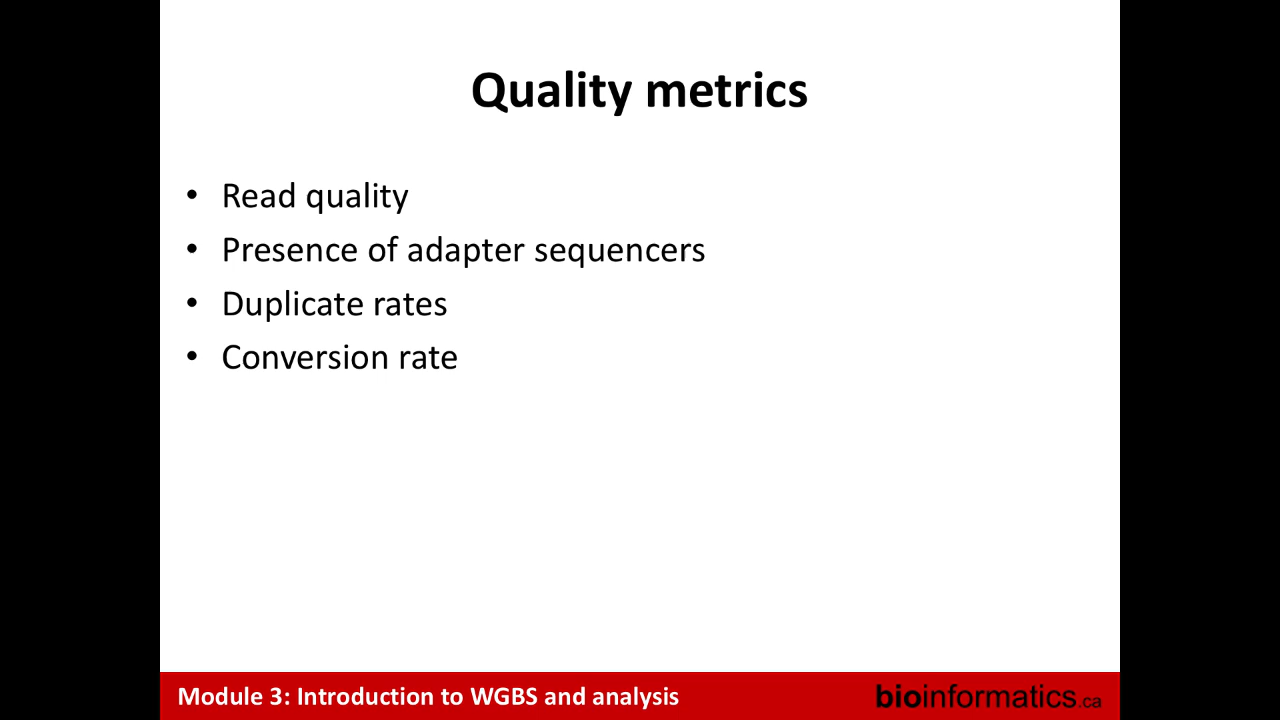 Quality metrics
• Read quality
• Presence of adapter sequencers
• Duplicate rates
• Conversion rate
Module 3: Introduction to WGBS and analysis
bioinformatics.ca